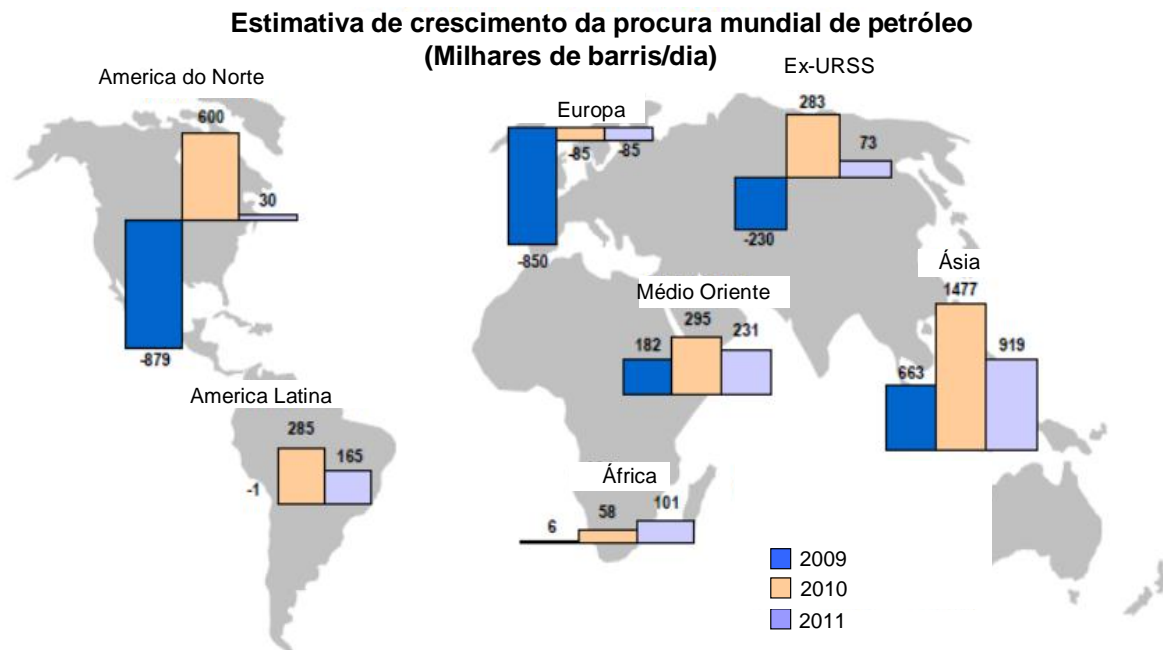 Estimativa de crescimento da procura mundial de petróleo
(Milhares de barris/dia)
America do Norte
600
30
-879
Europa
-85
-85
-850
Ex-URSS
283
73
-230
Médio Oriente
182
295
231
Ásia
1477
663
919
America Latina
285
165
-1
África
6
58
101
2009
2010
2011